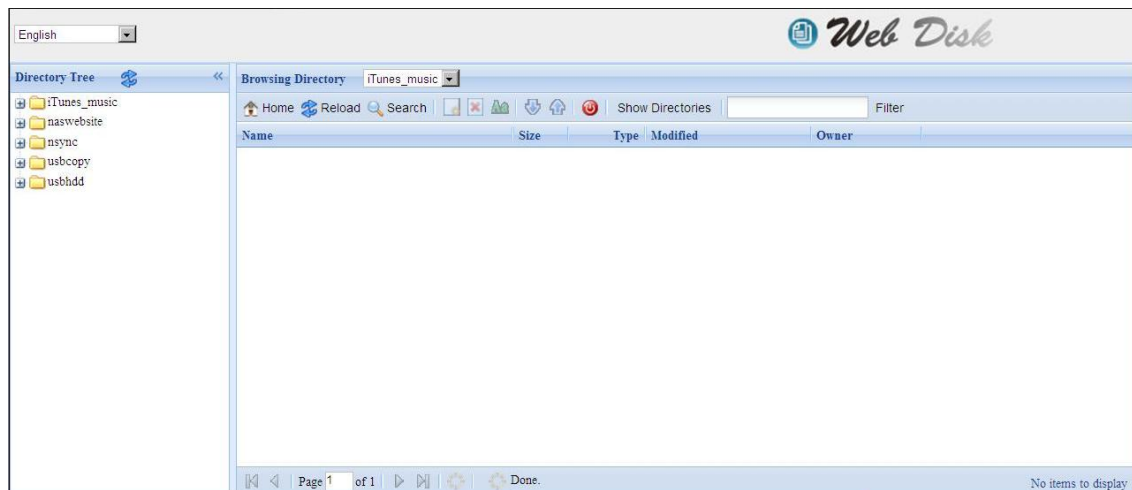 English
Web Disk
Directory Tree
Browsing Directory iTunes_music
iTunes_music
naswebsite
nsync
usbcopy
usbhdd
Home Reload Search Show Directories Filter
Name Size Type Modified Owner
Page 1 of 1 Done. No items to display